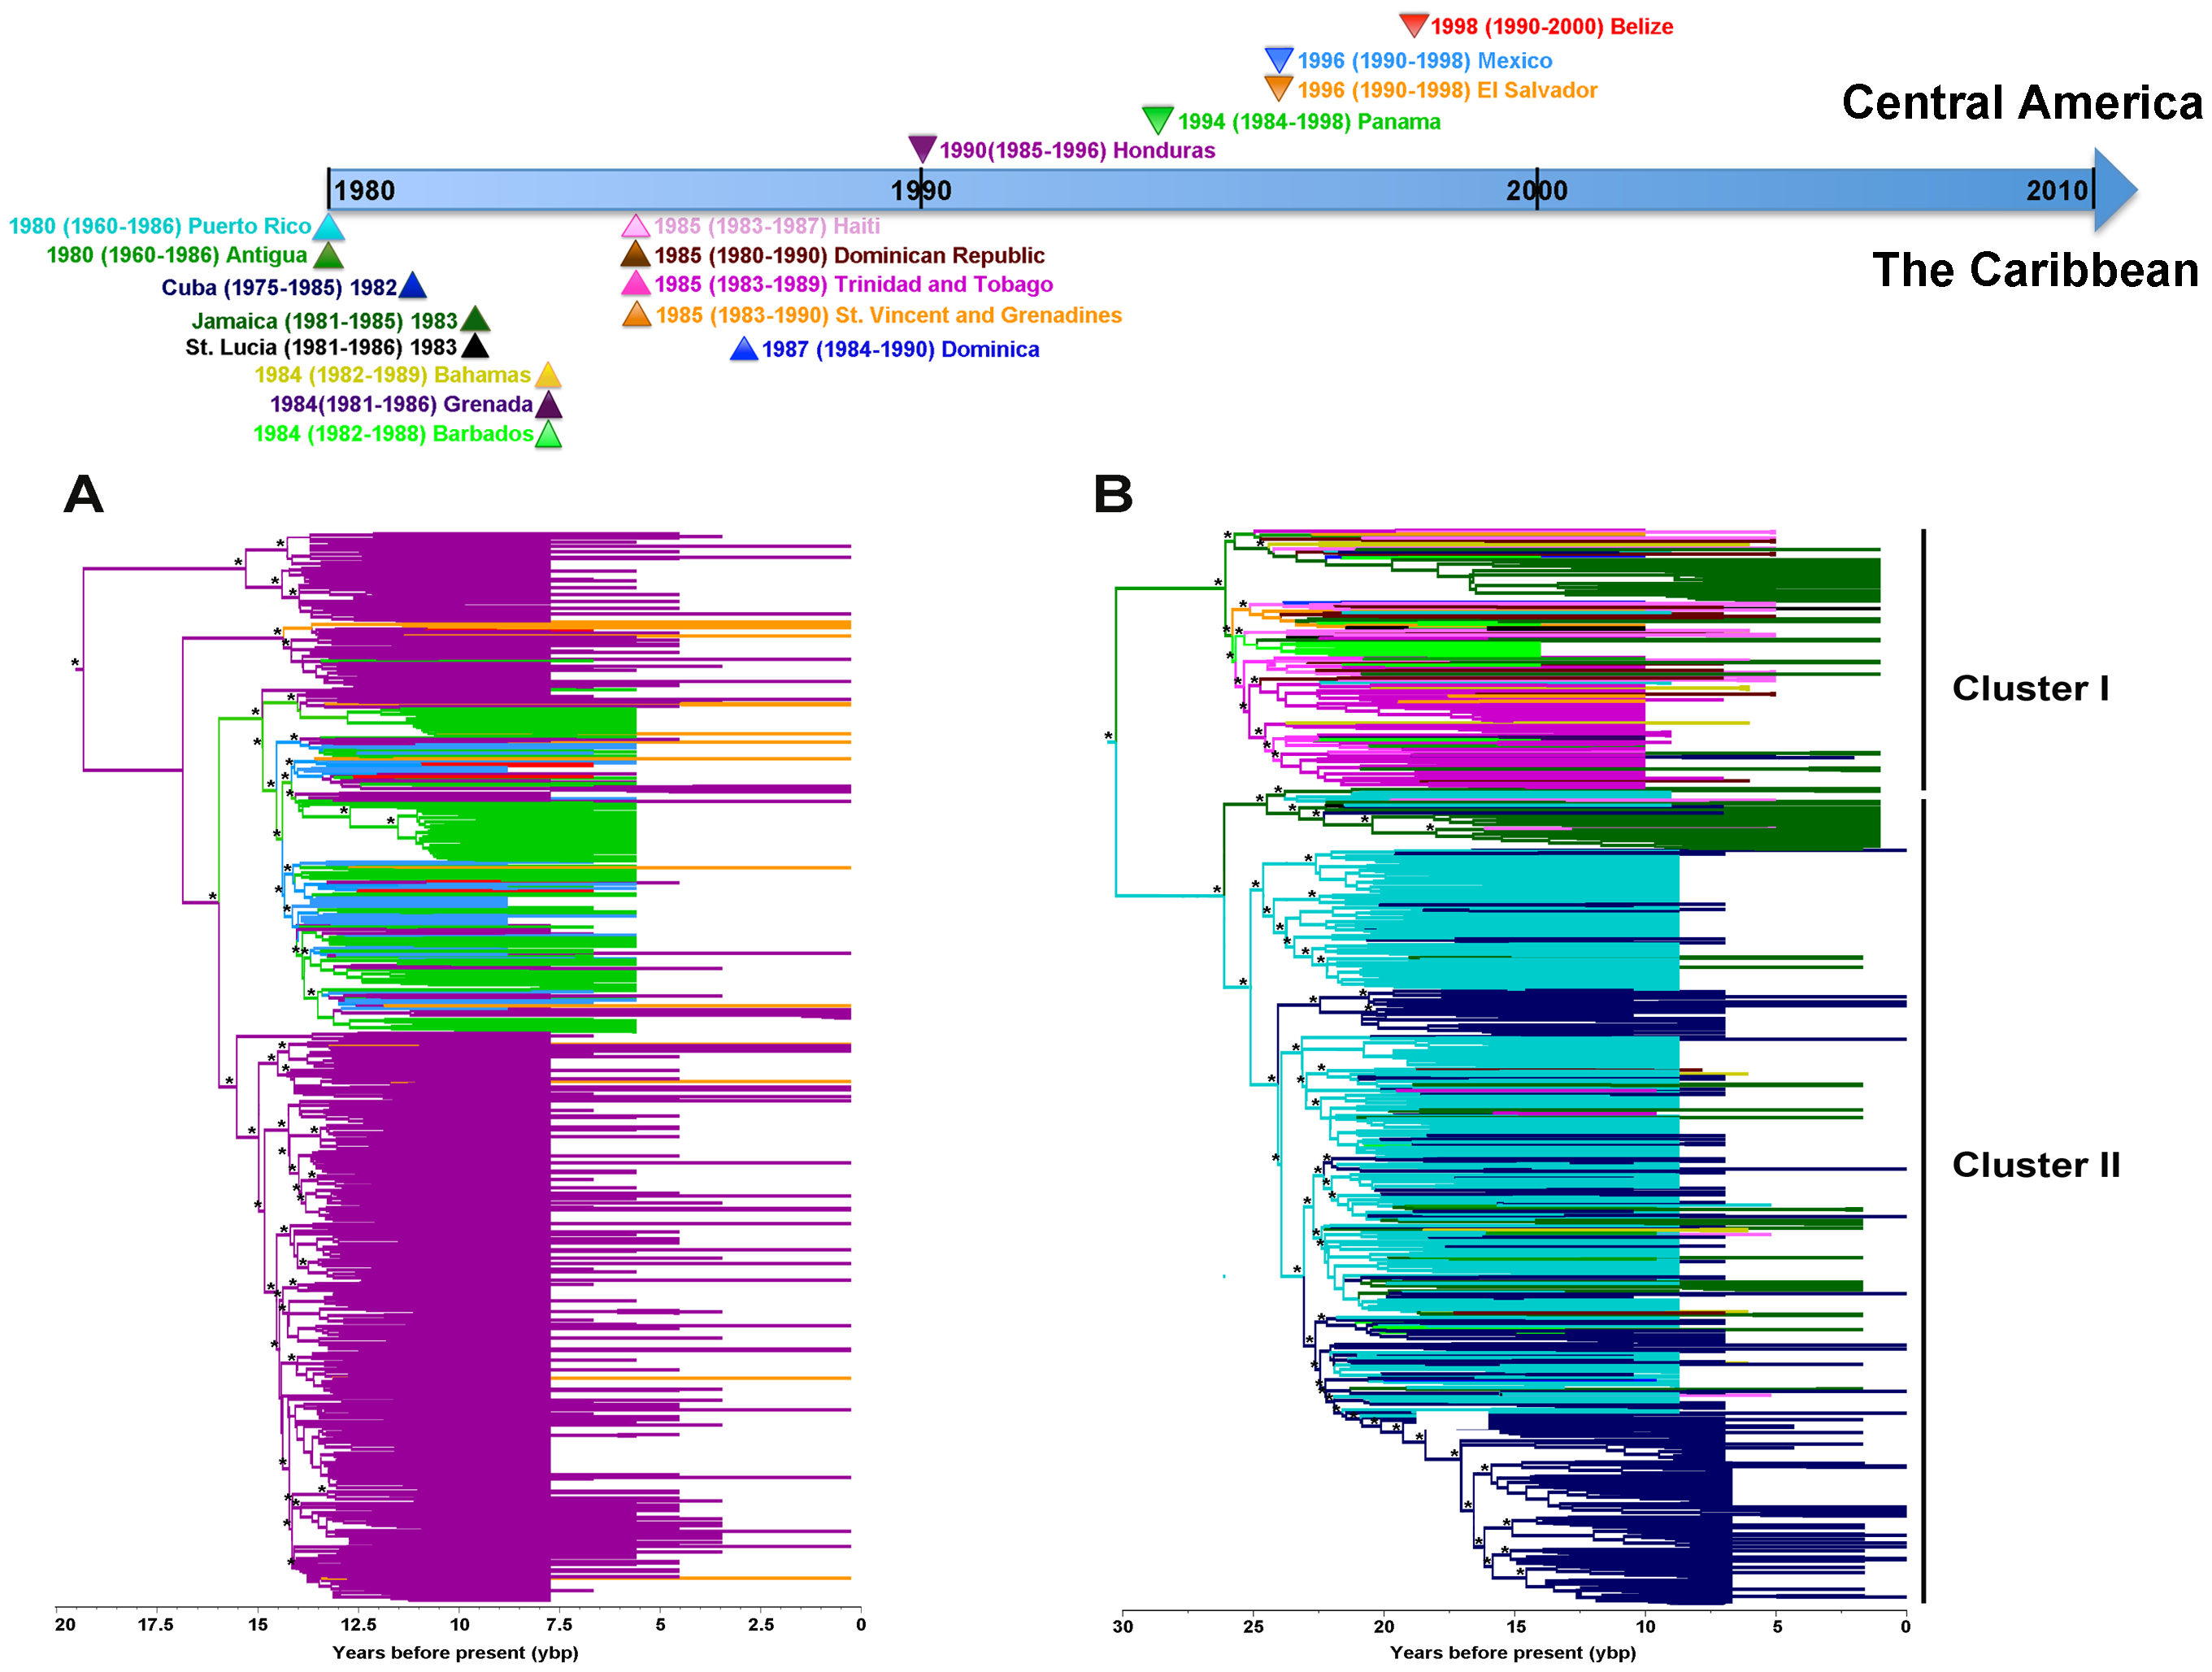 1998 (1990-2000) Belize
1996 (1990-1998) Mexico
1996 (1990-1998) El Salvador
Central America
1994 (1984-1998) Panama
1990(1985-1996) Honduras
1980
1990
2000
2010
1980 (1960-1986) Puerto Rico
1985 (1983-1987) Haiti
1980 (1960-1986) Antigua
1985 (1980-1990) Dominican Republic
The Caribbean
Cuba (1975-1985) 1982
1985 (1983-1989) Trinidad and Tobago
Jamaica (1981-1985) 1983
1985 (1983-1990) St. Vincent and Grenadines
St. Lucia (1981-1986) 1983
1987 (1984-1990) Dominica
1984 (1982-1989) Bahamas
1984(1981-1986) Grenada
1984 (1982-1988) Barbados
A
B
Cluster I
Cluster II
20 17.5 15 12.5 10 7.5 5 2.5 0
Years before present (ybp)
30 25 20 15 10 5 0
Years before present (ybp)